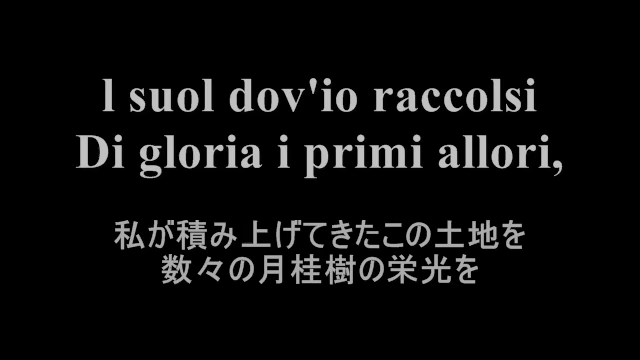 l suol dov'io raccolsi
Di gloria i primi allori,
私が積み上げてきたこの土地を
数々の月桂樹の栄光を